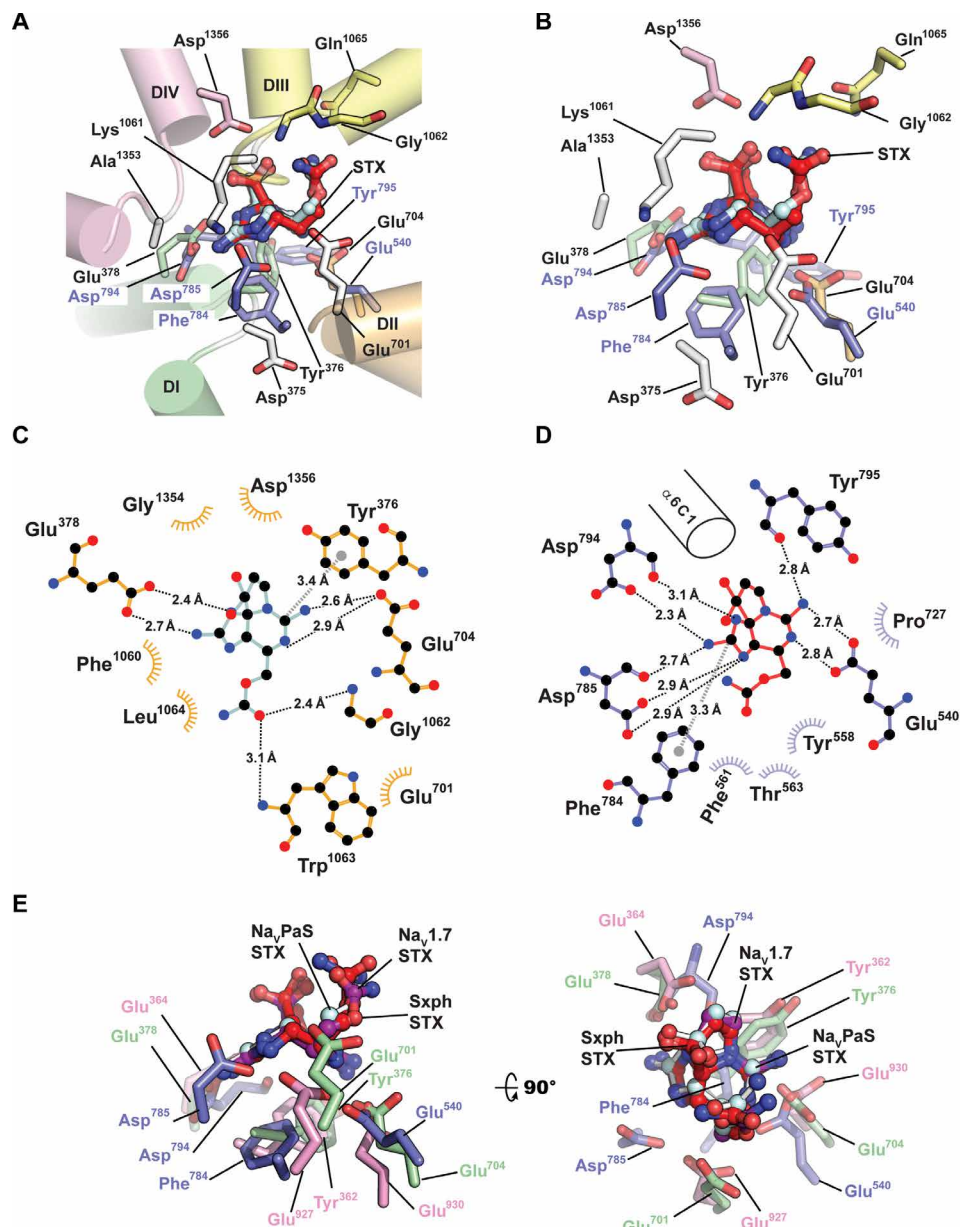 A
Asp1356
Gln1065
DIV
DIII
Lys1061
Gly1062
Ala1353
STX
Tyr795
Glu704
Glu378
Glu540
Asp794
Asp785
Phe784
DII
Glu701
Tyr376
Asp375
DI
B
Asp1356
Gln1065
Lys1061
Gly1062
Ala1353
STX
Tyr795
Glu378
Asp794
Glu704
Asp785
Glu540
Phe784
Asp375
Tyr376
Glu701
C
Asp1356
Gly1354
Tyr376
Glu378
3.4 Å
2.4 Å
2.6 Å
2.7 Å
2.9 Å
Phe1060
Glu704
Leu1064
2.4 Å
Gly1062
3.1 Å
Glu701
Trp1063
D
α6C1
Tyr795
Asp794
2.8 Å
3.1 Å
2.3 Å
2.7 Å
Pro727
2.7 Å
2.8 Å
Asp785
2.9 Å
2.9 Å
3.3 Å
Glu540
Tyr558
Phe561
Thr563
Phe784
E
NaVPaS
STX
NaV1.7
STX
Sxph
STX
Glu364
Glu378
Glu701
Tyr376
Asp785
Glu540
Asp794
Phe784
Glu704
Tyr362
Glu927
Glu930
90°
Glu364
Asp794
NaV1.7
STX
Tyr362
Glu378
Tyr376
Sxph
STX
NaVPaS
STX
Glu930
Phe784
Glu704
Asp785
Glu540
Glu701
Glu927